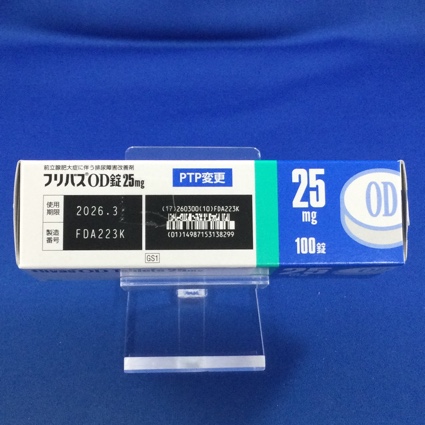 前立腺肥大症に伴う排尿障害改善剤
フリバスOD錠25mg
PTP変更
使用
期限
2026.3
製造
番号
FDA223K
(17)260300(10)FDA223K
(01)14987153138299
GS1
25
mg
100錠
OD